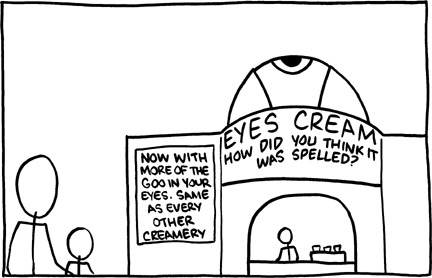 EYES CREAM
HOW DID YOU THINK IT
WAS SPELLED?
NOW WITH
MORE OF THE
GOO IN YOUR
EYES. SAME
AS EVERY
OTHER
CREAMERY